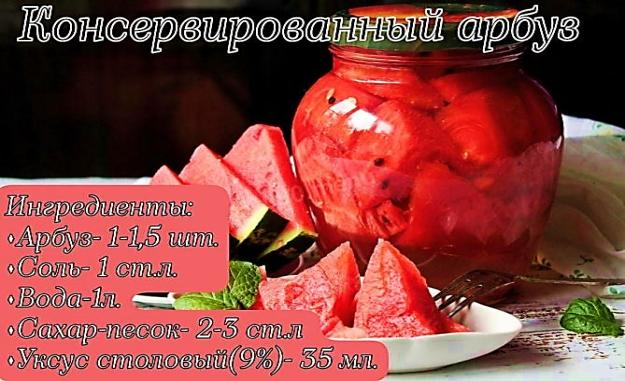 Консервированный арбуз
Ингредиенты:
•Арбуз- 1-1,5 шт.
•Соль- 1 ст.л.
•Вода-1л.
•Сахар-песок- 2-3 ст.л
•Уксус столовый(9%)- 35 мл.